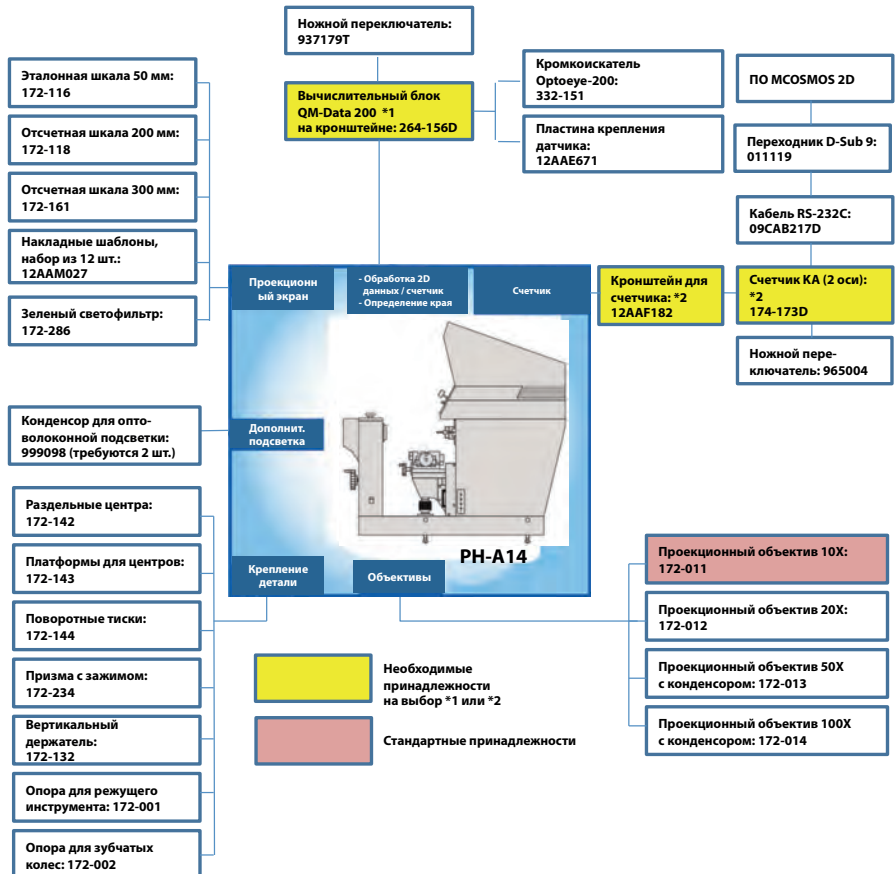 Ножной переключатель:
937179T
Эталонная шкала 50 мм:
172-116
Отсчетная шкала 200 мм:
172-118
Отсчетная шкала 300 мм:
172-161
Накладные шаблоны,
набор из 12 шт.:
12AAM027
Зеленый светофильтр:
172-286
Вычислительный блок
QM-Data 200 *1
на кронштейне: 264-156D
Кромкоискатель
Optoeye-200:
332-151
Пластина крепления
датчика:
12AAE671
ПО MCOSMOS 2D
Переходник D-Sub 9:
011119
Кабель RS-232C:
09CAB217D
Проекционн
ый экран
- Обработка 2D
данных / счетчик
- Определение края
Счетчик
Кронштейн для
счетчика: *2
12AAF182
Счетчик КА (2 оси):
*2
174-173D
Ножной пере-
ключатель: 965004
Конденсор для опто-
волоконной подсветки:
999098 (требуются 2 шт.)
Дополнит.
подсветка
PH-A14
Крепление
детали
Объективы
Раздельные центра:
172-142
Платформы для центров:
172-143
Поворотные тиски:
172-144
Призма с зажимом:
172-234
Вертикальный
держатель:
172-132
Опора для режущего
инструмента: 172-001
Опора для зубчатых
колес: 172-002
Необходимые
принадлежности
на выбор *1 или *2
Стандартные принадлежности
Проекционный объектив 10X:
172-011
Проекционный объектив 20X:
172-012
Проекционный объектив 50X
с конденсором: 172-013
Проекционный объектив 100X
с конденсором: 172-014